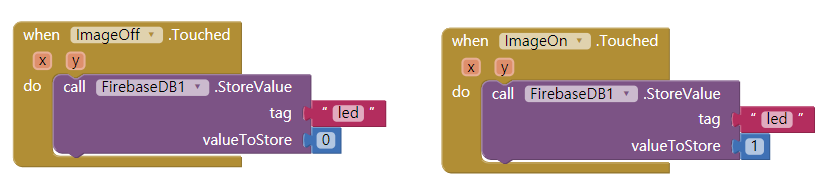 when ImageOff .Touched
x y
do call FirebaseDB1 .StoreValue
tag " led "
valueToStore 0
when ImageOn .Touched
x y
do call FirebaseDB1 .StoreValue
tag " led "
valueToStore 1